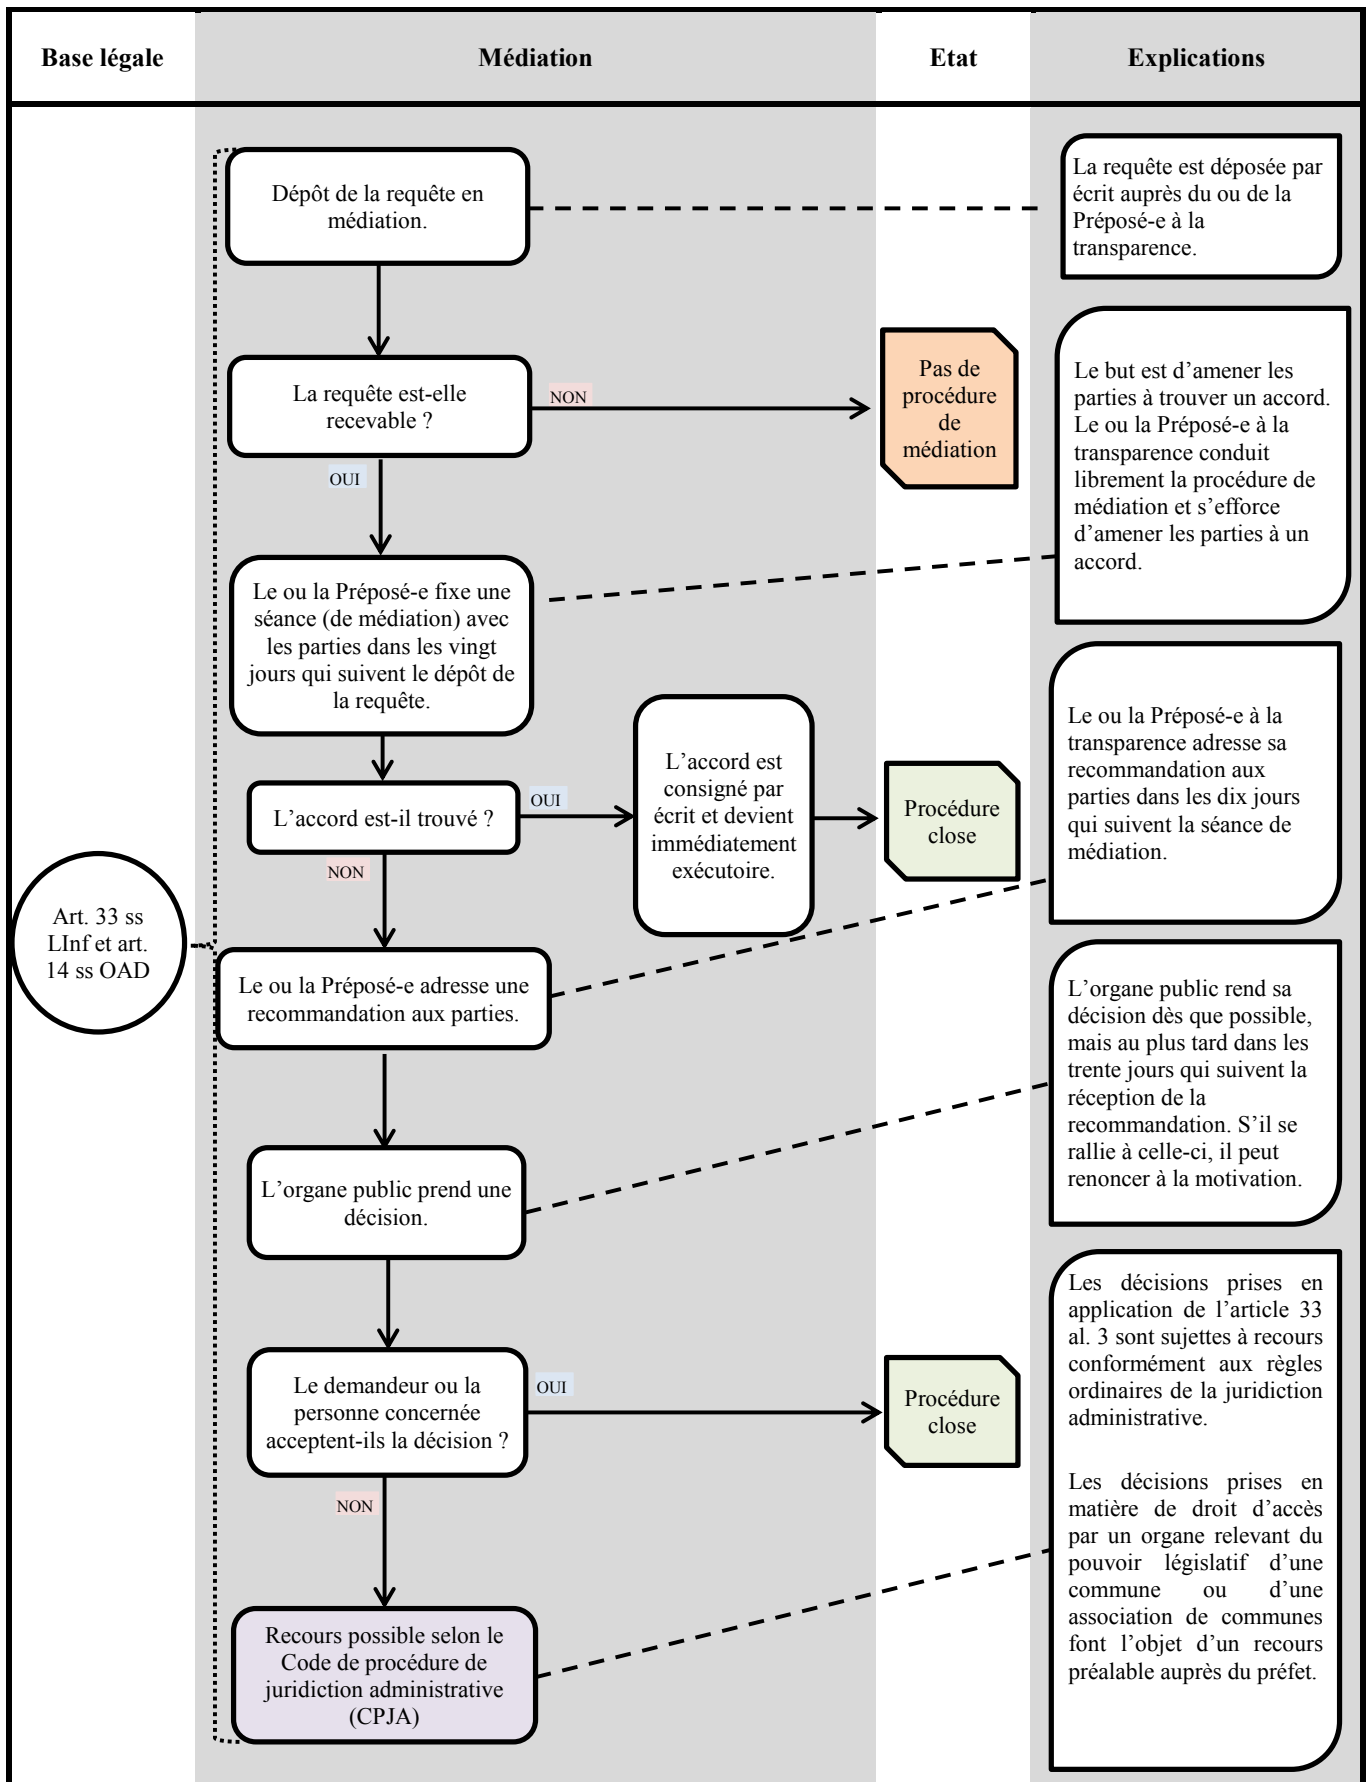 Base légale
Médiation
Etat
Explications
Dépôt de la requête en
médiation.
La requête est déposée par
écrit auprès du ou de la
Préposé-e à la
transparence.
La requête est-elle
recevable ?
NON
Pas de
procédure
de
médiation
OUI
Le but est d’amener les
parties à trouver un accord.
Le ou la Préposé-e à la
transparence conduit
librement la procédure de
médiation et s’efforce
d’amener les parties à un
accord.
Le ou la Préposé-e fixe une
séance (de médiation) avec
les parties dans les vingt
jours qui suivent le dépôt de
la requête.
L’accord est-il trouvé ?
OUI
L’accord est
consigné par
écrit et devient
immédiatement
exécutoire.
Procédure
close
NON
Le ou la Préposé-e à la
transparence adresse sa
recommandation aux
parties dans les dix jours
qui suivent la séance de
médiation.
Art. 33 ss
LInf et art.
14 ss OAD
Le ou la Préposé-e adresse une
recommandation aux parties.
L’organe public rend sa
décision dès que possible,
mais au plus tard dans les
trente jours qui suivent la
réception de la
recommandation. S’il se
rallie à celle-ci, il peut
renoncer à la motivation.
L’organe public prend une
décision.
Le demandeur ou la
personne concernée
acceptent-ils la décision ?
OUI
Procédure
close
NON
Les décisions prises en
application de l’article 33
al. 3 sont sujettes à recours
conformément aux règles
ordinaires de la juridiction
administrative.
Les décisions prises en
matière de droit d’accès
par un organe relevant du
pouvoir législatif d’une
commune ou d’une
association de communes
font l’objet d’un recours
préalable auprès du préfet.
Recours possible selon le
Code de procédure de
juridiction administrative
(CPJA)